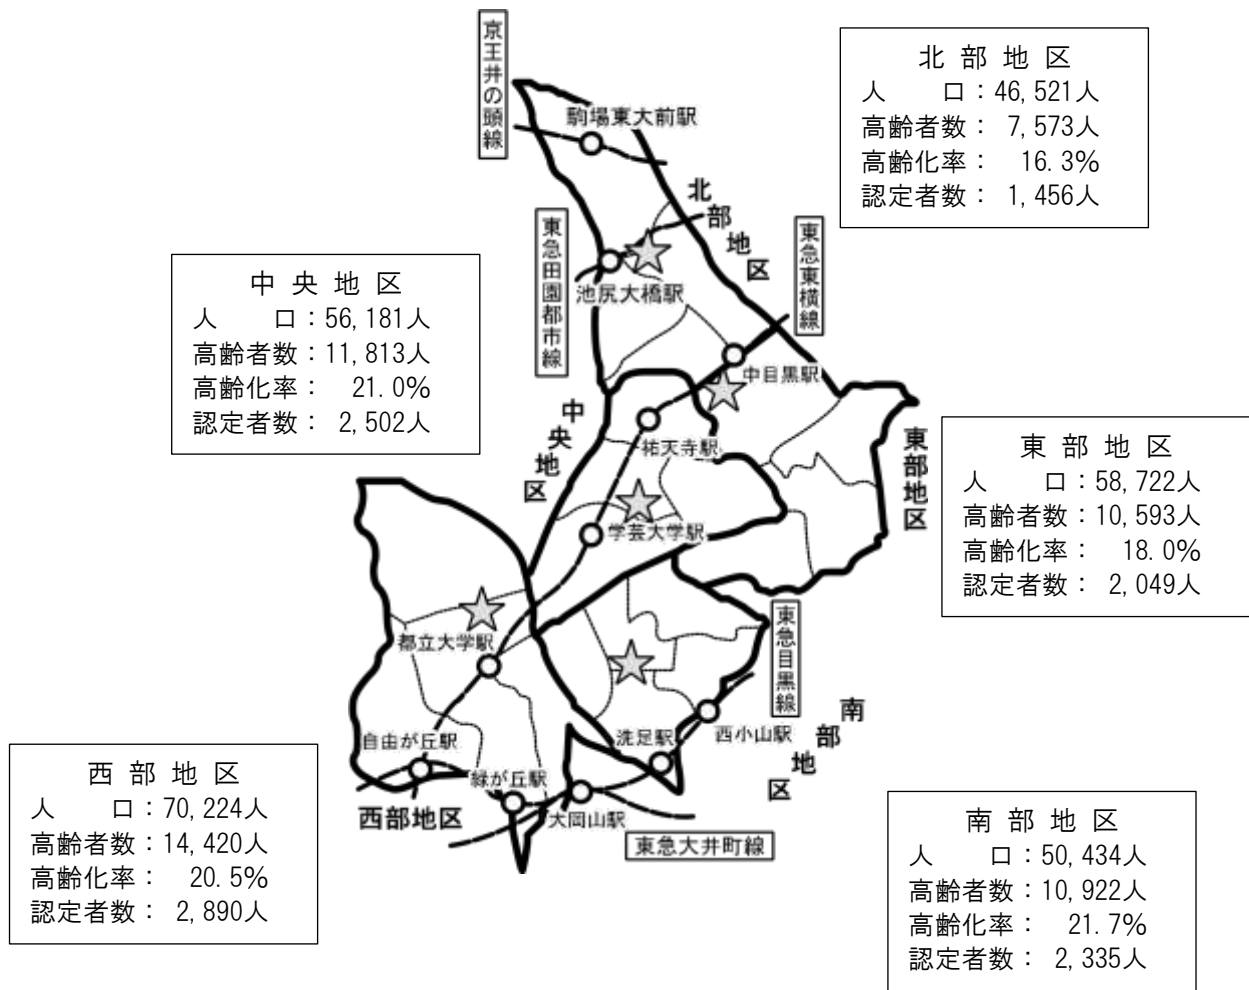 京王井の頭線
駒場東大前駅
北部地区
北部地区
人　　口：46,521人
高齢者数： 7,573人
高齢化率： 16.3%
認定者数： 1,456人
東急田園都市線
池尻大橋駅
東急東横線
中目黒駅
中央地区
人　　口：56,181人
高齢者数：11,813人
高齢化率： 21.0%
認定者数： 2,502人
中央地区
祐天寺駅
学芸大学駅
東部地区
東部地区
人　　口：58,722人
高齢者数：10,593人
高齢化率： 18.0%
認定者数： 2,049人
都立大学駅
東急目黒線
自由が丘駅
緑が丘駅
洗足駅
西小山駅
南部地区
西部地区
大岡山駅
東急大井町線
西部地区
人　　口：70,224人
高齢者数：14,420人
高齢化率： 20.5%
認定者数： 2,890人
南部地区
人　　口：50,434人
高齢者数：10,922人
高齢化率： 21.7%
認定者数： 2,335人